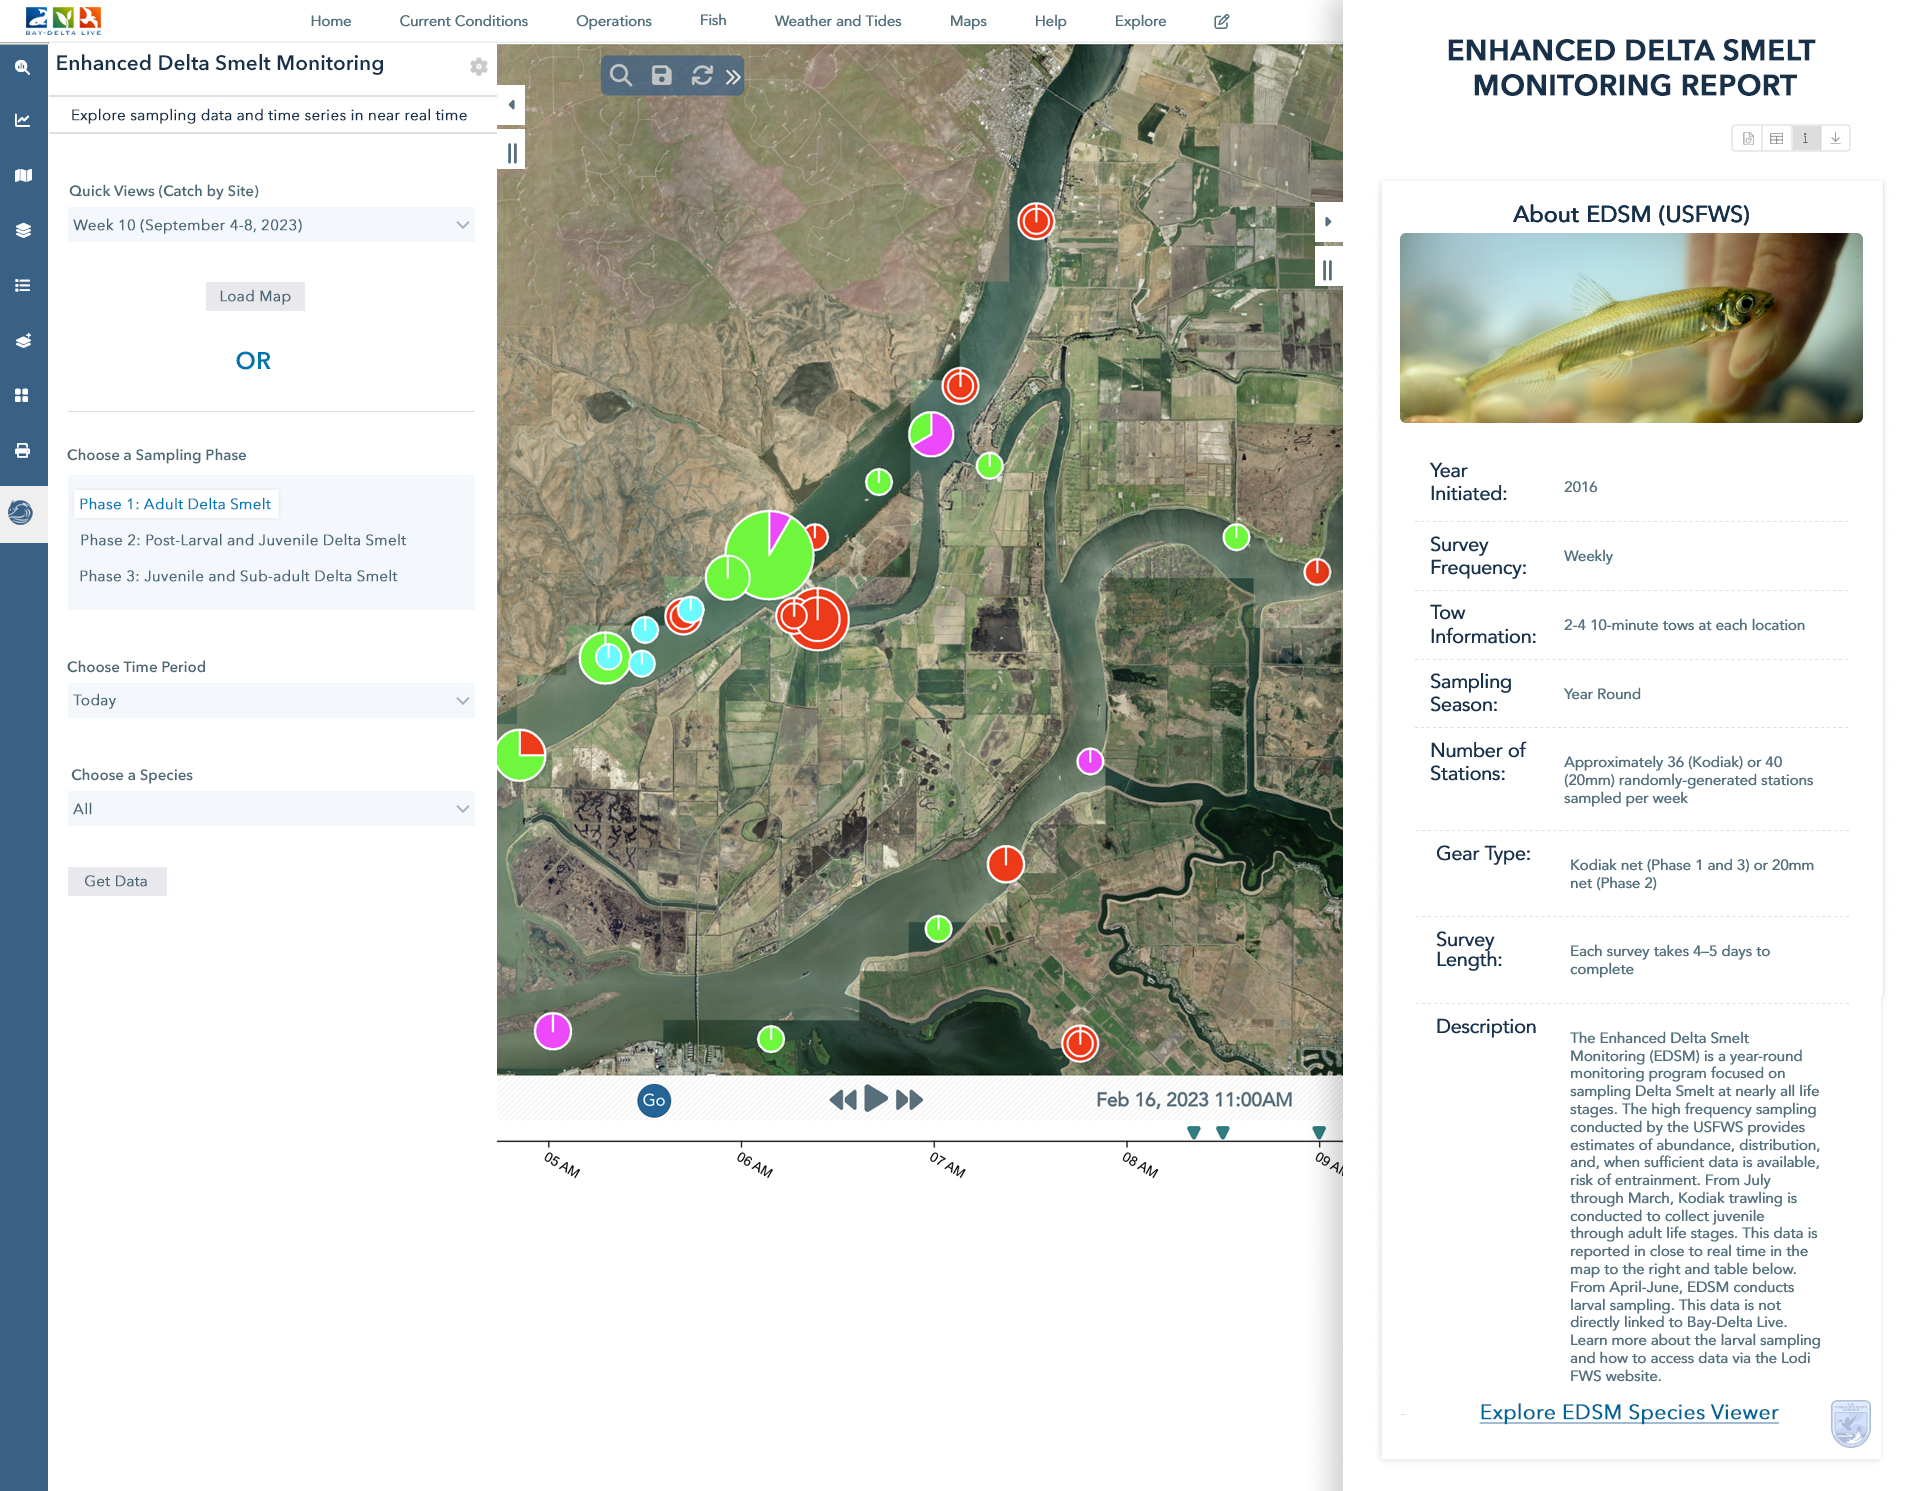 BAY-DELTA LIVE
Home
Current Conditions
Operations
Fish
Weather and Tides
Maps
Help
Explore
Enhanced Delta Smelt Monitoring
Explore sampling data and time series in near real time
Quick Views (Catch by Site)
Week 10 (September 4-8, 2023)
Load Map
OR
Choose a Sampling Phase
Phase 1: Adult Delta Smelt
Phase 2: Post-Larval and Juvenile Delta Smelt
Phase 3: Juvenile and Sub-adult Delta Smelt
Choose Time Period
Today
Choose a Species
All
Get Data
Go
Feb 16, 2023 11:00AM
05 AM
06 AM
07 AM
08 AM
09 AM
ENHANCED DELTA SMELT
MONITORING REPORT
About EDSM (USFWS)
Year
Initiated:
2016
Survey
Frequency:
Weekly
Tow
Information:
2-4 10-minute tows at each location
Sampling
Season:
Year Round
Number of
Stations:
Approximately 36 (Kodiak) or 40
(20mm) randomly-generated stations
sampled per week
Gear Type:
Kodiak net (Phase 1 and 3) or 20mm
net (Phase 2)
Survey
Length:
Each survey takes 4–5 days to
complete
Description
The Enhanced Delta Smelt
Monitoring (EDSM) is a year-round
monitoring program focused on
sampling Delta Smelt at nearly all life
stages. The high frequency sampling
conducted by the USFWS provides
estimates of abundance, distribution,
and, when sufficient data is available,
risk of entrainment. From July
through March, Kodiak trawling is
conducted to collect juvenile
through adult life stages. This data is
reported in close to real time in the
map to the right and table below.
From April-June, EDSM conducts
larval sampling. This data is not
directly linked to Bay-Delta Live.
Learn more about the larval sampling
and how to access data via the Lodi
FWS website.
Explore EDSM Species Viewer